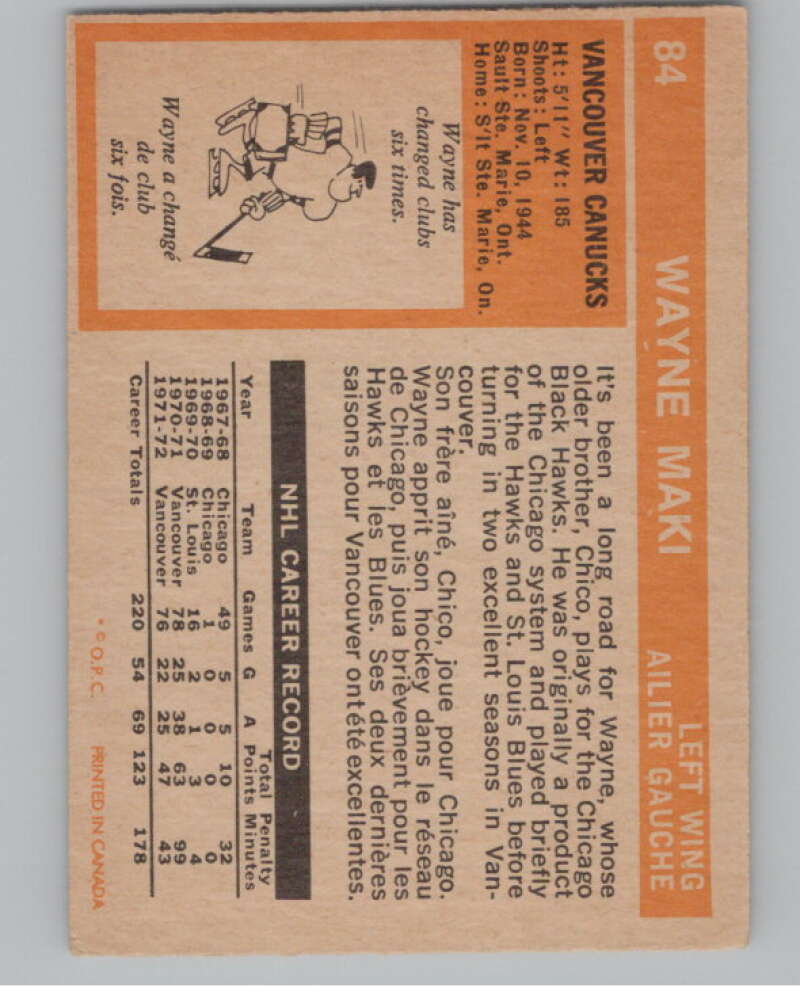 84 WAYNE MAKI LEFT WING
AILIER GAUCHE
VANCOUVER CANUCKS
Ht: 5'11" Wt: 185
Shoots: Left
Born: Nov. 10, 1944
Sault Ste. Marie, Ont.
Home: S'lt Ste. Marie, On.
Wayne has
changed clubs
six times.
Wayne a changé
de club
six fois.
It's been a long road for Wayne, whose
older brother, Chico, plays for the Chicago
Black Hawks. He was originally a product
of the Chicago system and played briefly
for the Hawks and St. Louis Blues before
turning in two excellent seasons in Van-
couver.
Son frère aîné, Chico, joue pour Chicago.
Wayne apprit son hockey dans le réseau
de Chicago, puis joua brièvement pour les
Hawks et les Blues. Ses deux dernières
saisons pour Vancouver ont été excellentes.
NHL CAREER RECORD
Total Penalty
Year Team Games G A Points Minutes
1967-68 Chicago 49 5 5 10 32
1968-69 Chicago 1 0 0 0 0
1969-70 St. Louis 16 2 1 3 4
1970-71 Vancouver 78 25 38 63 99
1971-72 Vancouver 76 22 25 47 43
Career Totals 220 54 69 123 178
* © O.P.C. PRINTED IN CANADA